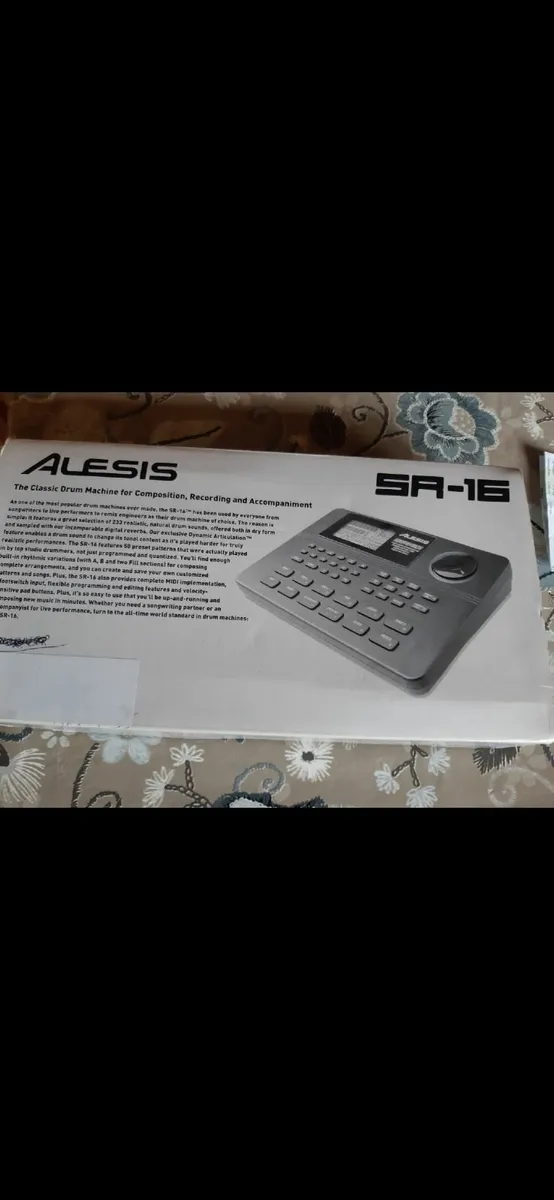 ALESIS
SR-16
The Classic Drum Machine for Composition, Recording and Accompaniment
As one of the most popular drum machines ever made, the SR-16™ has been used by everyone from
songwriters to live performers to remix engineers as their drum machine of choice. The reason is
simple: it features a great selection of 233 realistic, natural drum sounds, offered both in dry form
and sampled with our incomparable digital reverbs. Our exclusive Dynamic Articulation™
feature enables a drum sound to change its tonal content as it's played harder for truly
realistic performances. The SR-16 features 50 preset patterns that were actually played
in by top studio drummers, not just programmed and quantized. You'll find enough
built-in rhythmic variations (with A, B and two Fill sections) for composing
omplete arrangements, and you can create and save your own customized
atterns and songs. Plus, the SR-16 also provides complete MIDI implementation,
footswitch input, flexible programming and editing features and velocity-
nsitive pad buttons. Plus, it's so easy to use that you'll be up-and-running and
mposing new music in minutes. Whether you need a songwriting partner or an
ompanyist for live performance, turn to the all-time world standard in drum machines:
SR-16.
ALESIS